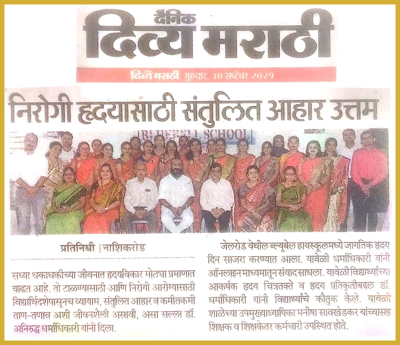 दैनिक
दिव्य मराठी
दिव्य मराठी, गुरुवार, ३० सप्टेंबर २०२१
निरोगी हृदयासाठी संतुलित आहार उत्तम
BLUEBELL SCHOOL
प्रतिनिधी | नाशिकरोड
सध्या धकाधकीच्या जीवनात हृदयविकार मोठ्या प्रमाणात
वाढत आहे. तो टाळण्यासाठी आणि निरोगी आरोग्यासाठी
विद्यार्थिदशेपासूनच व्यायाम, संतुलित आहार व कमीतकमी
ताण-तणाव अशी जीवनशैली असावी, असा सल्ला डॉ.
अनिरुद्ध धर्माधिकारी यांनी दिला.
जेलरोड येथील ब्ल्यूबेल हायस्कूलमध्ये जागतिक हृदय
दिन साजरा करण्यात आला. यावेळी धर्माधिकारी यांनी
ऑनलाइन माध्यमातून संवाद साधला. यावेळी विद्यार्थ्यांच्या
आकर्षक हृदय चित्रांतले व हृदय प्रतिकृतीबद्दल डॉ.
धर्माधिकारी यांनी विद्यार्थ्यांचे कौतुक केले. यावेळी
शाळेच्या उपमुख्याध्यापिका मनीषा सावखेडकर यांच्यासह
शिक्षक व शिक्षकेतर कर्मचारी उपस्थित होते.